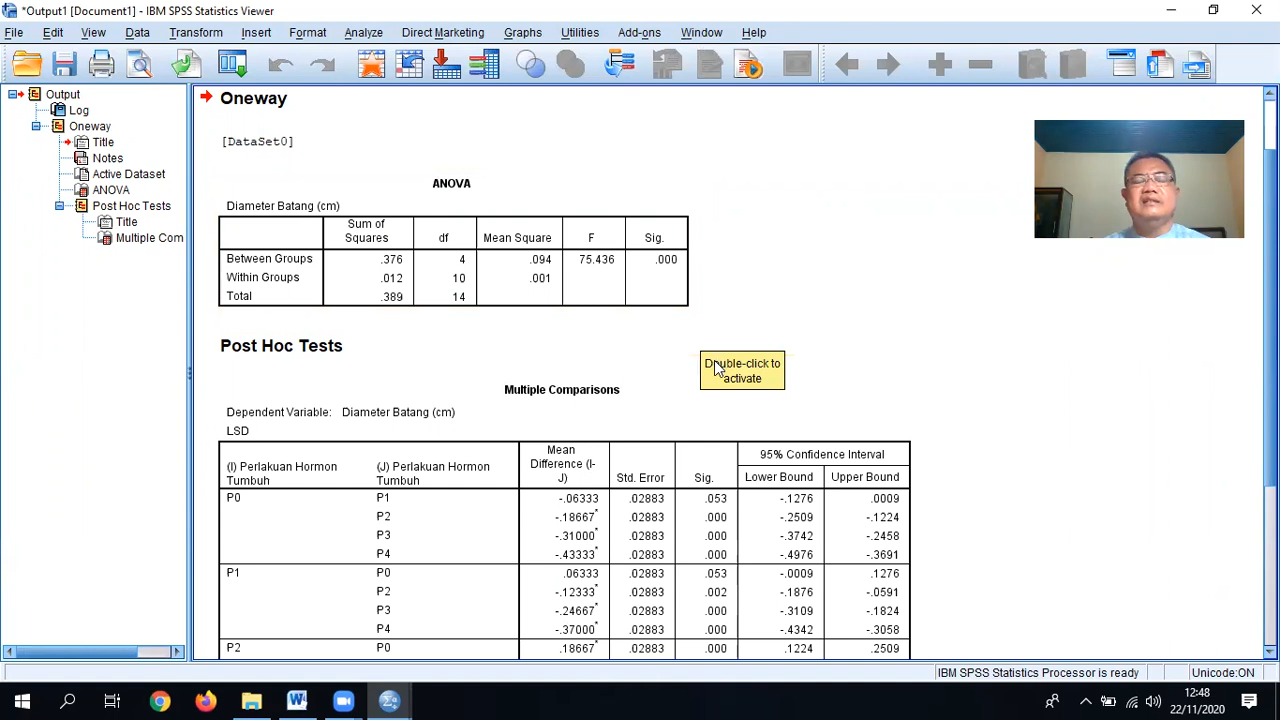 *Output1 [Document1] - IBM SPSS Statistics Viewer
File Edit View Data Transform Insert Format Analyze Direct Marketing Graphs Utilities Add-ons Window Help
Output
Log
Oneway
Title
Notes
Active Dataset
ANOVA
Post Hoc Tests
Title
Multiple Com
Oneway
[DataSet0]
ANOVA
Diameter Batang (cm)
Sum of Squares df Mean Square F Sig.
Between Groups .376 4 .094 75.436 .000
Within Groups .012 10 .001
Total .389 14
Post Hoc Tests
Double-click to
activate
Multiple Comparisons
Dependent Variable: Diameter Batang (cm)
LSD
95% Confidence Interval
(I) Perlakuan Hormon Tumbuh (J) Perlakuan Hormon Tumbuh Mean Difference (I-J) Std. Error Sig. Lower Bound Upper Bound
P0 P1 -.06333 .02883 .053 -.1276 .0009
P2 -.18667* .02883 .000 -.2509 -.1224
P3 -.31000* .02883 .000 -.3742 -.2458
P4 -.43333* .02883 .000 -.4976 -.3691
P1 P0 .06333 .02883 .053 -.0009 .1276
P2 -.12333* .02883 .002 -.1876 -.0591
P3 -.24667* .02883 .000 -.3109 -.1824
P4 -.37000* .02883 .000 -.4342 -.3058
P2 P0 .18667* .02883 .000 .1224 .2509
IBM SPSS Statistics Processor is ready Unicode:ON
12:48
22/11/2020